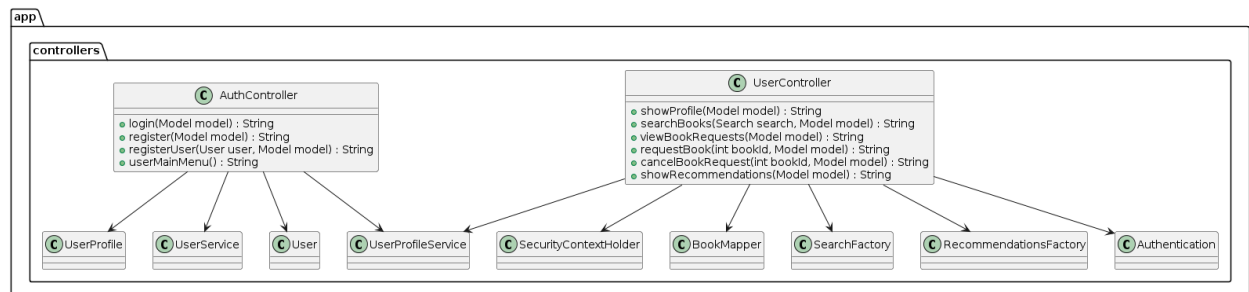 app
controllers
C AuthController
login(Model model) : String
register(Model model) : String
registerUser(User user, Model model) : String
userMainMenu() : String
C UserController
showProfile(Model model) : String
searchBooks(Search search, Model model) : String
viewBookRequests(Model model) : String
requestBook(int bookId, Model model) : String
cancelBookRequest(int bookId, Model model) : String
showRecommendations(Model model) : String
C UserProfile
C UserService
C User
C UserProfileService
C SecurityContextHolder
C BookMapper
C SearchFactory
C RecommendationsFactory
C Authentication